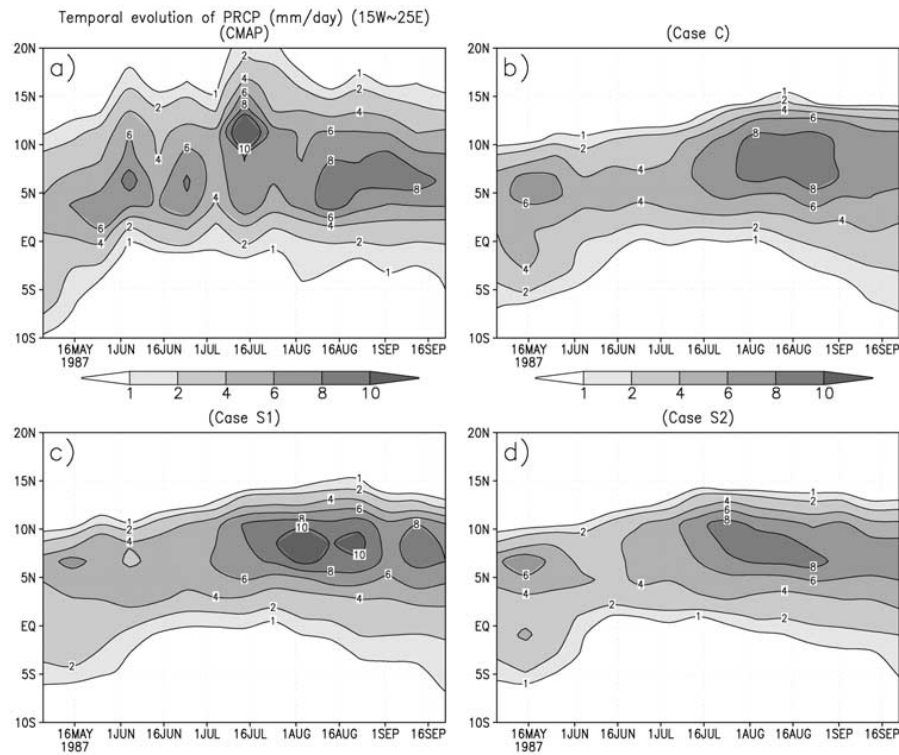 Temporal evolution of PRCP (mm/day) (15W~25E)
(CMAP)
(Case C)
a)
b)
20N
15N
10N
5N
EQ
5S
10S
20N
15N
10N
5N
EQ
5S
10S
16MAY 1JUN 16JUN 1JUL 16JUL 1AUG 16AUG 1SEP 16SEP
1987
16MAY 1JUN 16JUN 1JUL 16JUL 1AUG 16AUG 1SEP 16SEP
1987
1 2 4 6 8 10
1 2 4 6 8 10
(Case S1)
(Case S2)
c)
d)
20N
15N
10N
5N
EQ
5S
10S
20N
15N
10N
5N
EQ
5S
10S
16MAY 1JUN 16JUN 1JUL 16JUL 1AUG 16AUG 1SEP 16SEP
1987
16MAY 1JUN 16JUN 1JUL 16JUL 1AUG 16AUG 1SEP 16SEP
1987